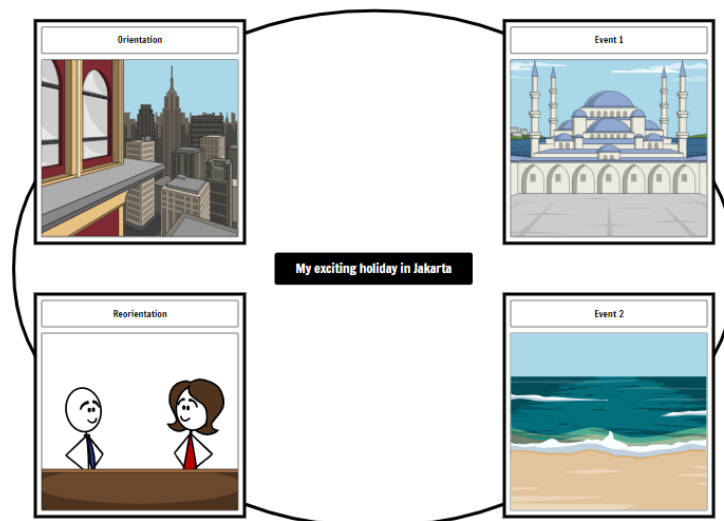 Orientation
Event 1
My exciting holiday in Jakarta
Reorientation
Event 2